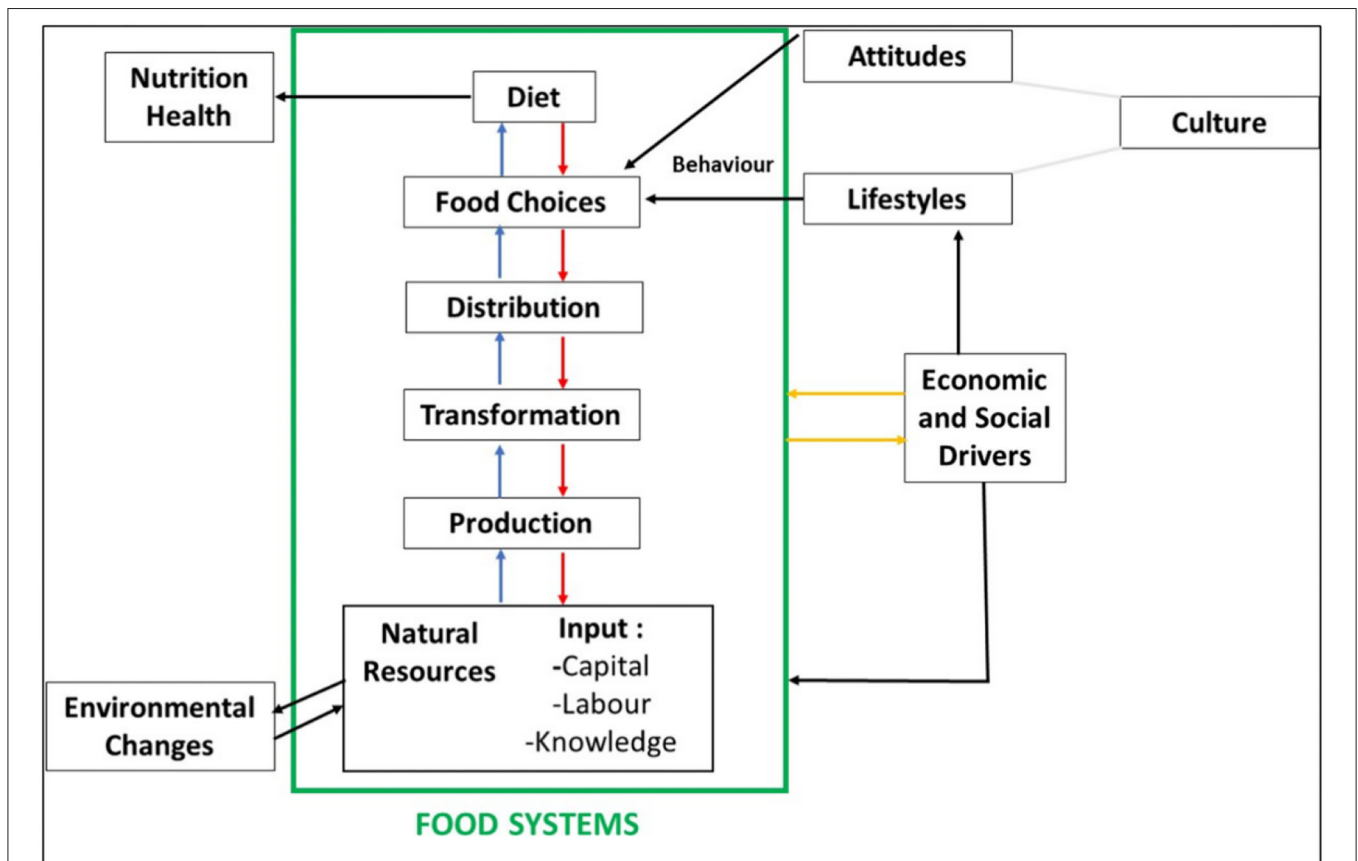 Nutrition
Health
Diet
Attitudes
Culture
Behaviour
Food Choices
Lifestyles
Distribution
Economic
and Social
Drivers
Transformation
Production
Natural
Resources
Input :
-Capital
-Labour
-Knowledge
Environmental
Changes
FOOD SYSTEMS